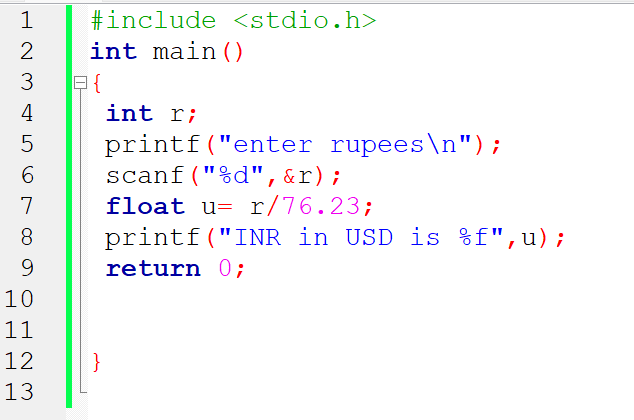 1 #include <stdio.h>
2 int main()
3 {
4 int r;
5 printf("enter rupees\n");
6 scanf("%d",&r);
7 float u= r/76.23;
8 printf("INR in USD is %f",u);
9 return 0;
10
11
12 }
13